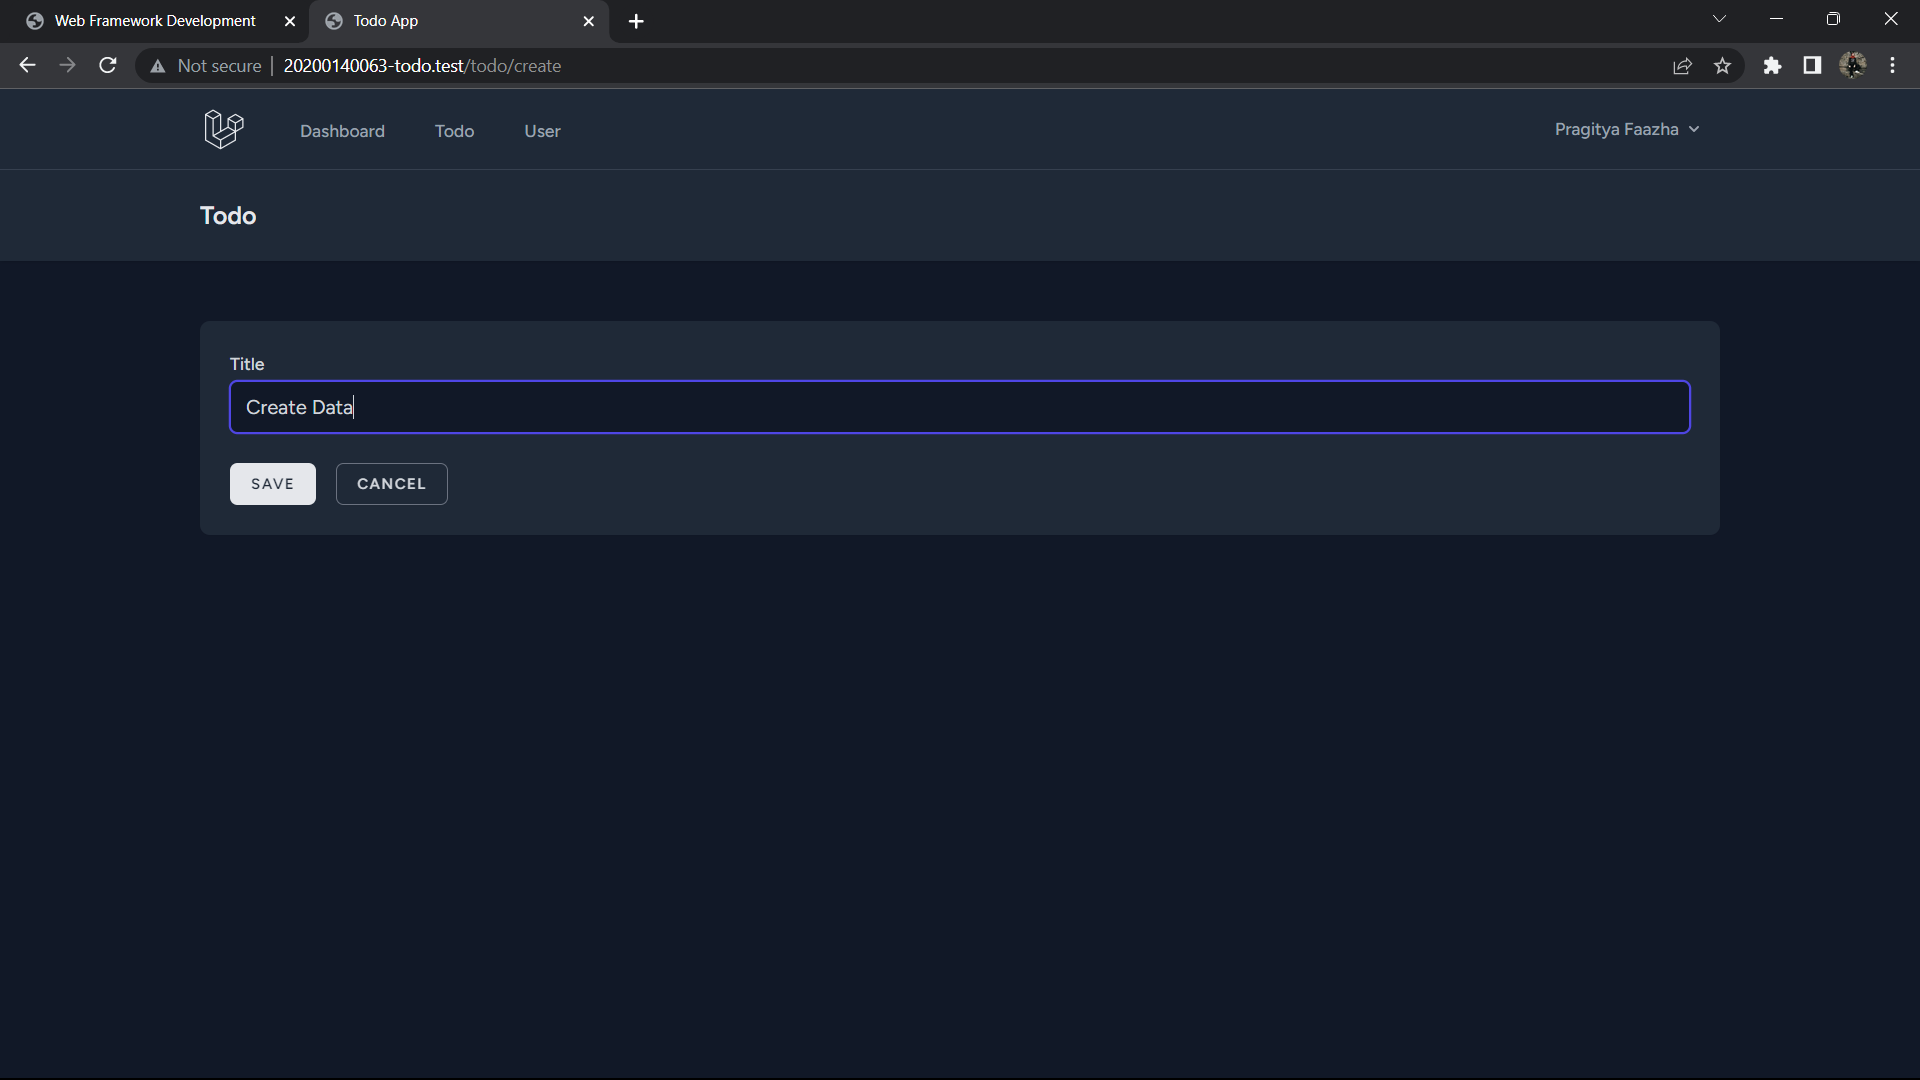 Web Framework Development
Todo App
Not secure
20200140063-todo.test/todo/create
Dashboard
Todo
User
Pragitya Faazha
Todo
Title
Create Data
SAVE
CANCEL